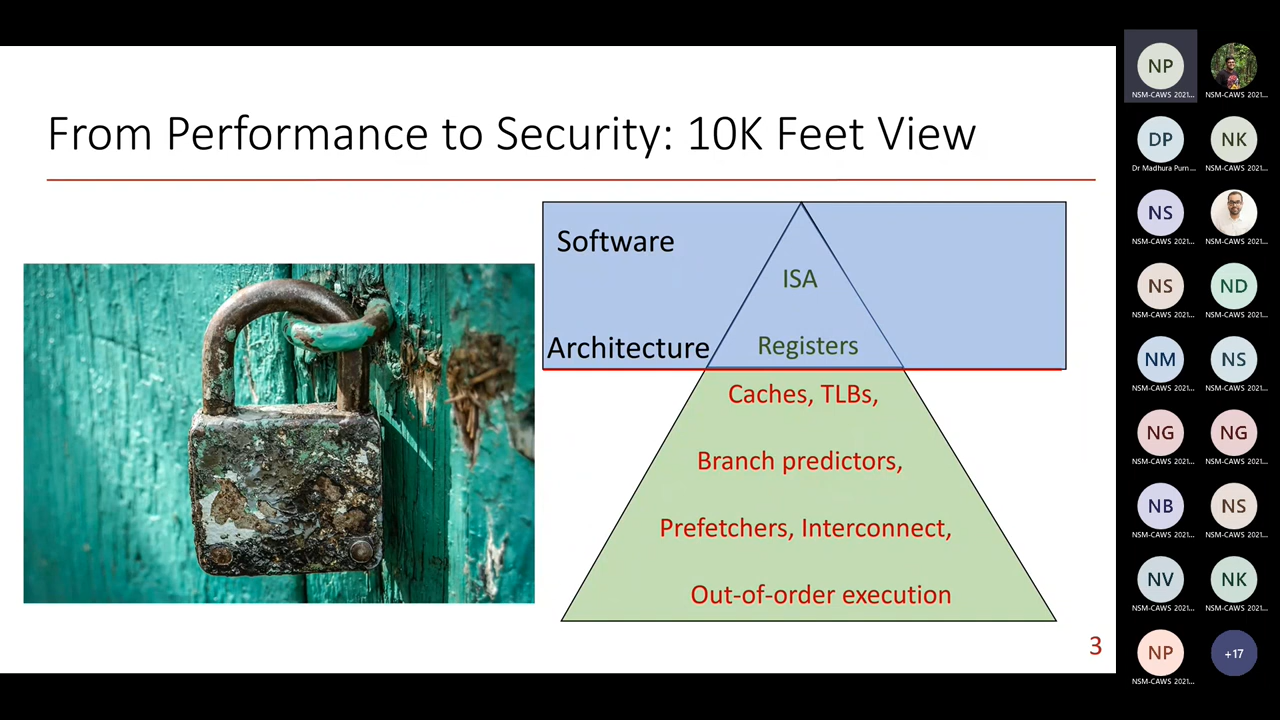 From Performance to Security: 10K Feet View
Software
ISA
Architecture
Registers
Caches, TLBs,
Branch predictors,
Prefetchers, Interconnect,
Out-of-order execution
3
NP
NSM-CAWS 2021...
NSM-CAWS 2021...
DP
Dr Madhura Purn...
NK
NSM-CAWS 2021...
NS
NSM-CAWS 2021...
NSM-CAWS 2021...
NS
NSM-CAWS 2021...
ND
NSM-CAWS 2021...
NM
NSM-CAWS 2021...
NS
NSM-CAWS 2021...
NG
NSM-CAWS 2021...
NG
NSM-CAWS 2021...
NB
NSM-CAWS 2021...
NS
NSM-CAWS 2021...
NV
NSM-CAWS 2021...
NK
NSM-CAWS 2021...
NP
NSM-CAWS 2021...
+17